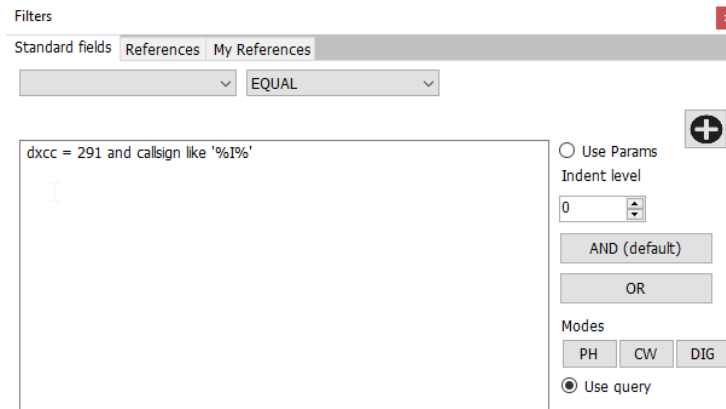 Filters
Standard fields References My References
EQUAL
dxcc = 291 and callsign like '%I%'
Use Params
Indent level
0
AND (default)
OR
Modes
PH CW DIG
Use query